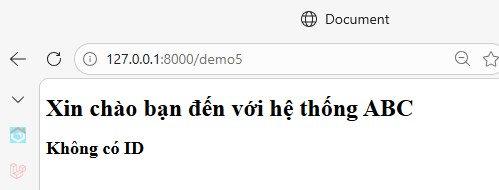 Document
127.0.0.1:8000/demo5
Xin chào bạn đến với hệ thống ABC
Không có ID